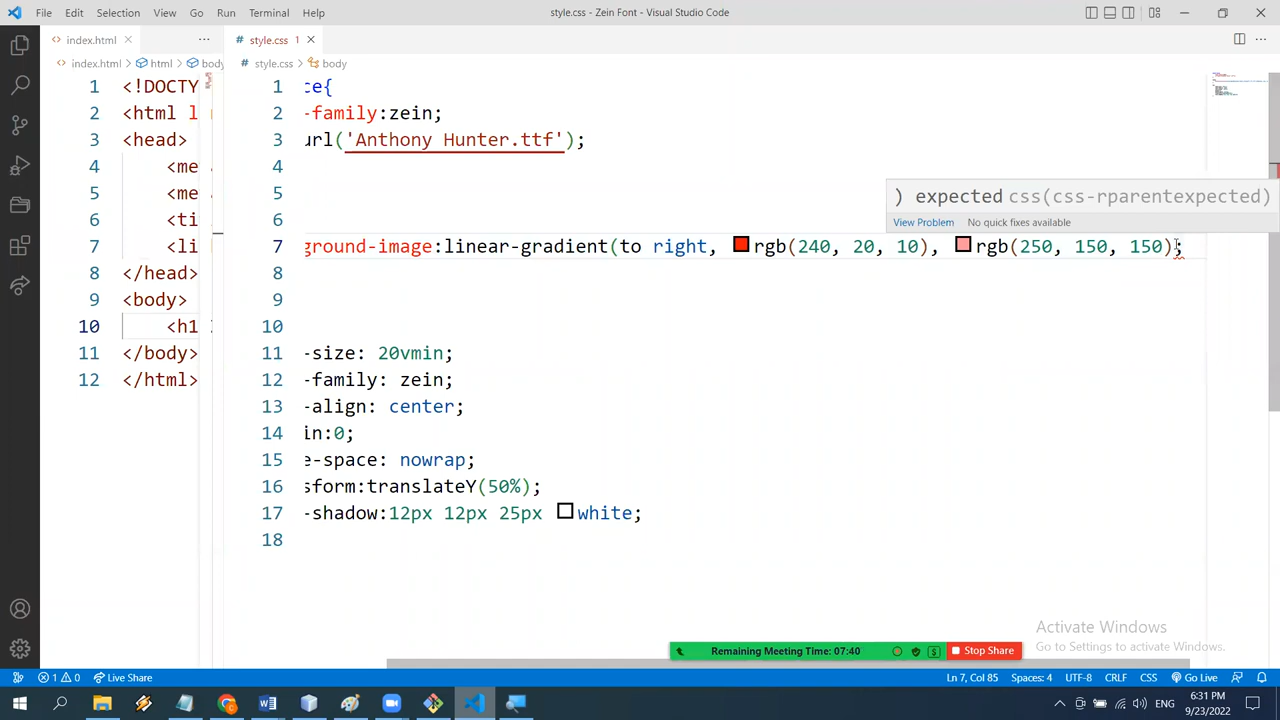 File Edit Selection View Go Run Terminal Help
style.css - Zein Font - Visual Studio Code
index.html
style.css 1
index.html > html > body
style.css > body
1 <!DOCTY
2 <html l
3 <head>
4 <me
5 <me
6 <ti
7 <li
8 </head>
9 <body>
10 <h1
11 </body>
12 </html>
1 ce{
2 -family:zein;
3 url('Anthony Hunter.ttf');
4
5
6
7 ground-image:linear-gradient(to right, rgb(240, 20, 10), rgb(250, 150, 150);
8
9
10
11 -size: 20vmin;
12 -family: zein;
13 -align: center;
14 in:0;
15 e-space: nowrap;
16 sform:translateY(50%);
17 -shadow:12px 12px 25px white;
18
) expected css(css-rparentexpected)
View Problem No quick fixes available
Activate Windows
Go to Settings to activate Windows.
Remaining Meeting Time: 07:40
Stop Share
1 0 Live Share
Ln 7, Col 85 Spaces: 4 UTF-8 CRLF CSS Go Live
ENG
6:31 PM
9/23/2022